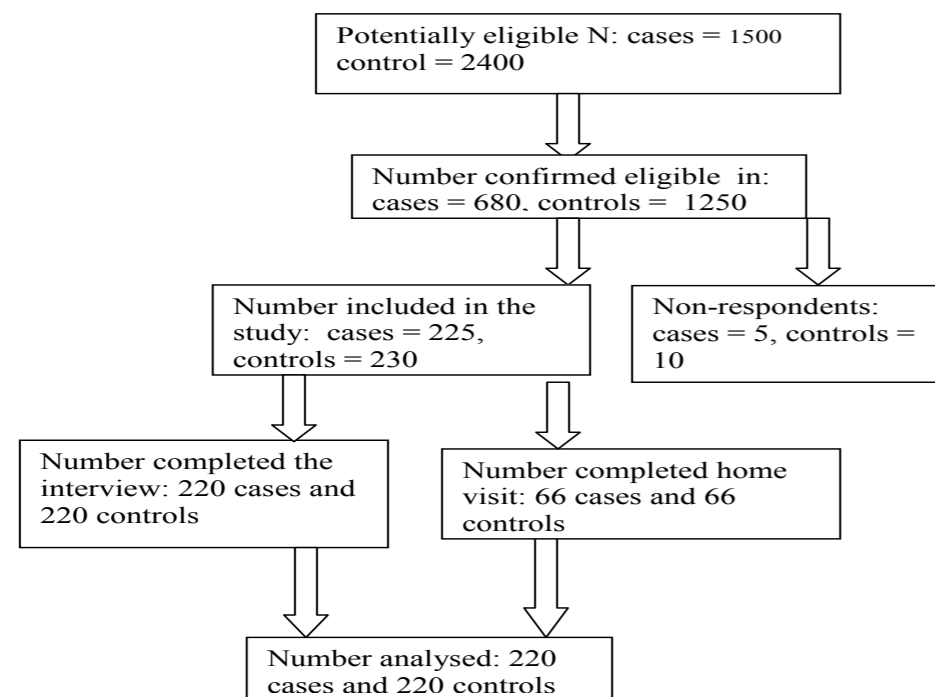 Potentially eligible N: cases = 1500
control = 2400
Number confirmed eligible in:
cases = 680, controls = 1250
Number included in the
study: cases = 225,
controls = 230
Non-respondents:
cases = 5, controls =
10
Number completed the
interview: 220 cases and
220 controls
Number completed home
visit: 66 cases and 66
controls
Number analysed: 220
cases and 220 controls